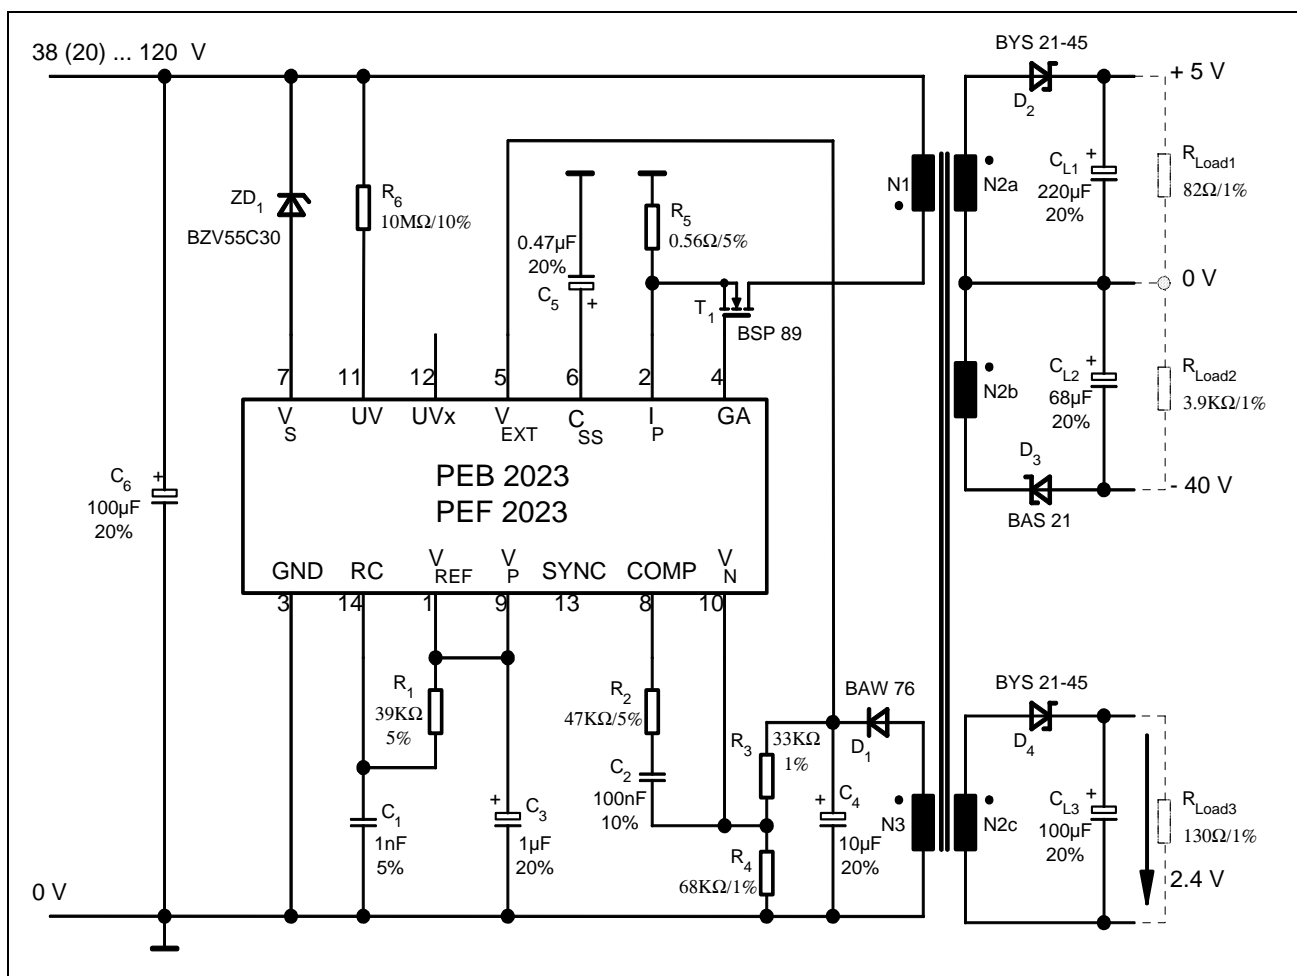 38 (20) ... 120 V
BYS 21-45
D2
+ 5 V
ZD1
BZV55C30
R6
10MΩ/10%
0.47µF
20%
C5
+
R5
0.56Ω/5%
T1
BSP 89
N1
N2a
+
CL1
220µF
20%
RLoad1
82Ω/1%
0 V
N2b
+
CL2
68µF
20%
RLoad2
3.9KΩ/1%
D3
BAS 21
- 40 V
7
11
12
5
6
2
4
VS
UV
UVx
VEXT
CSS
IP
GA
PEB 2023
PEF 2023
C6
+
100µF
20%
GND
RC
VREF
VP
SYNC
COMP
VN
3
14
1
9
13
8
10
R1
39KΩ
5%
R2
47KΩ/5%
C2
100nF
10%
R3
33KΩ
1%
BAW 76
D1
BYS 21-45
D4
C1
1nF
5%
+
C3
1µF
20%
R4
68KΩ/1%
+
C4
10µF
20%
N3
N2c
+
CL3
100µF
20%
RLoad3
130Ω/1%
2.4 V
0 V